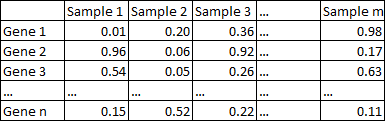 Sample 1 Sample 2 Sample 3 ... Sample m
Gene 1 0.01 0.20 0.36 0.98
Gene 2 0.96 0.06 0.92 0.17
Gene 3 0.54 0.05 0.26 0.63
... ... ... ... ...
Gene n 0.15 0.52 0.22 ... 0.11